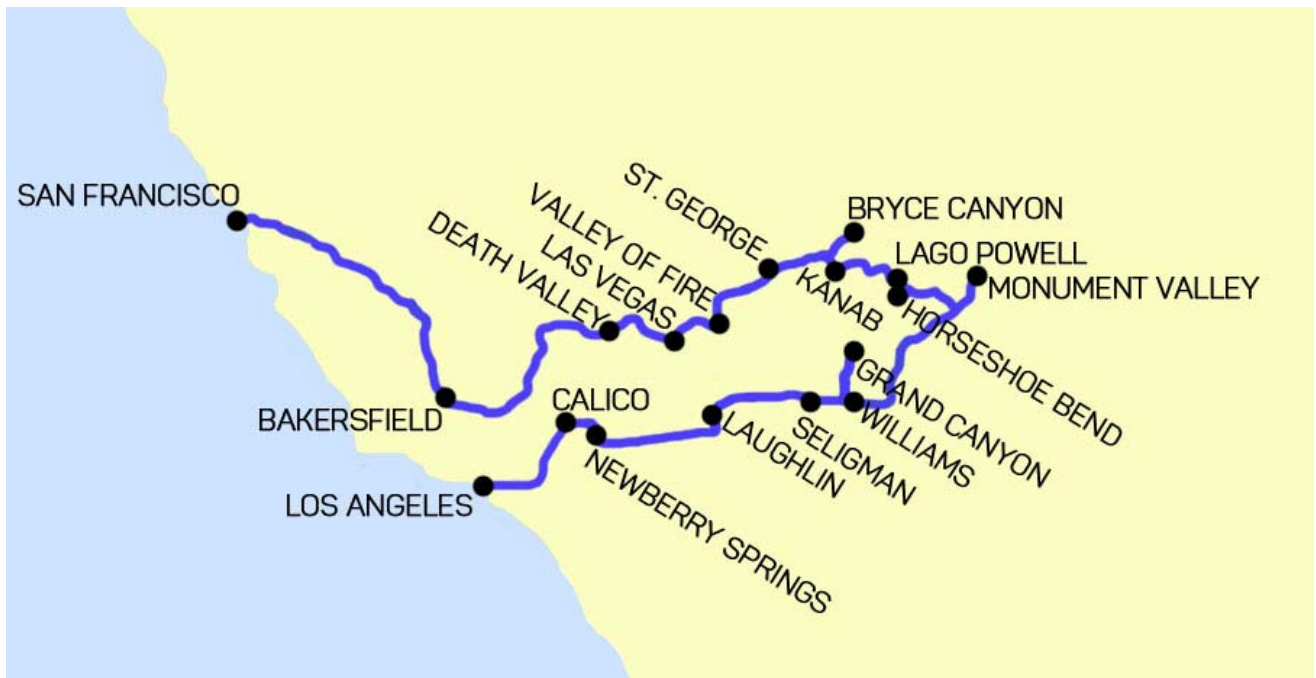 SAN FRANCISCO
BAKERSFIELD
DEATH VALLEY
LAS VEGAS
VALLEY OF FIRE
ST. GEORGE
BRYCE CANYON
KANAB
LAGO POWELL
HORSESHOE BEND
MONUMENT VALLEY
GRAND CANYON
WILLIAMS
SELIGMAN
LAUGHLIN
NEWBERRY SPRINGS
CALICO
LOS ANGELES